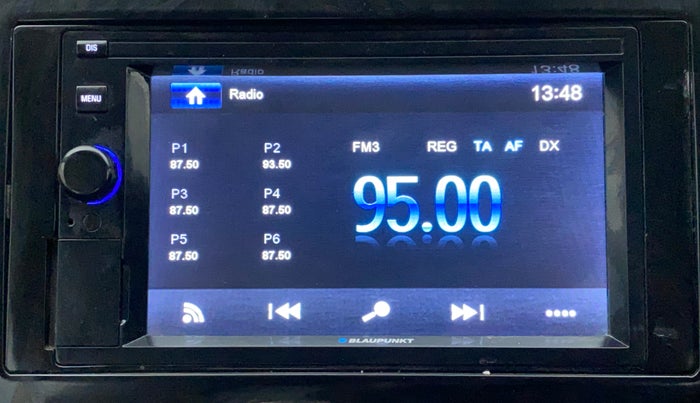 DIS
Radio 13:48
MENU
Radio 13:48
P1 P2 FM3 REG TA AF DX
87.50 93.50
P3 P4 95.00
87.50 87.50
P5 P6
87.50 87.50
BLAUPUNKT